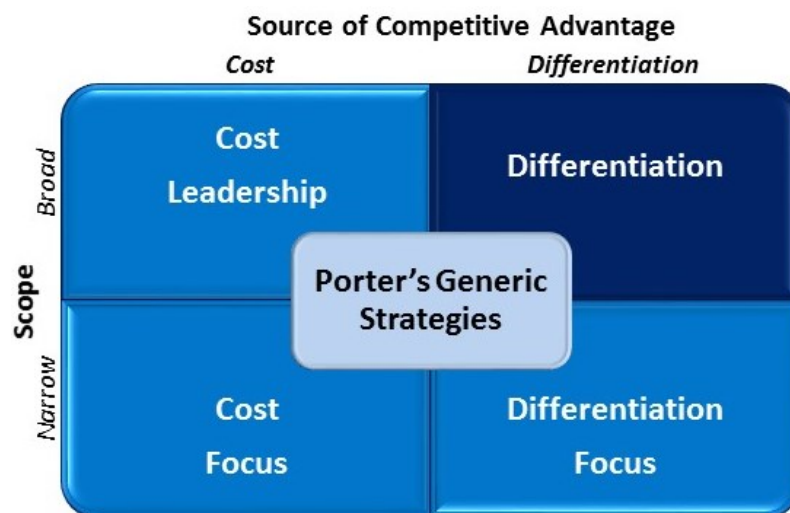 Source of Competitive Advantage
Cost
Differentiation
Scope
Broad
Narrow
Cost
Leadership
Differentiation
Porter's Generic
Strategies
Cost
Focus
Differentiation
Focus